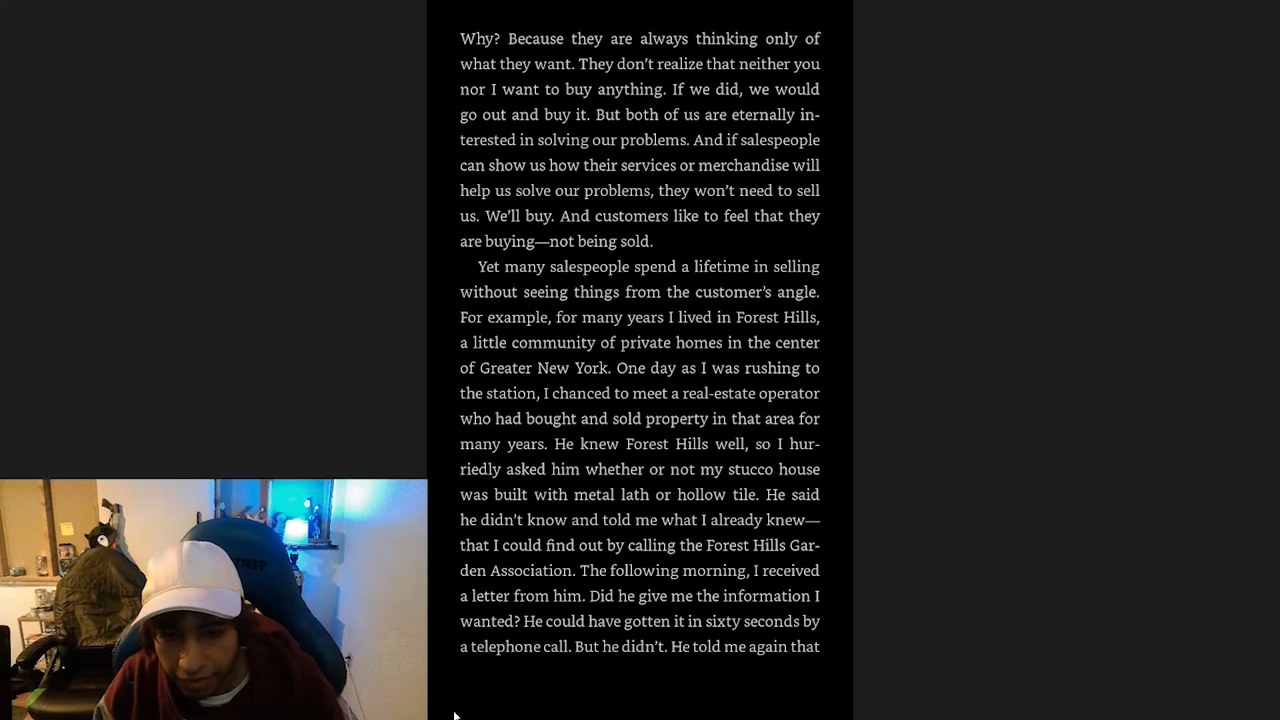 Why? Because they are always thinking only of
what they want. They don’t realize that neither you
nor I want to buy anything. If we did, we would
go out and buy it. But both of us are eternally in-
terested in solving our problems. And if salespeople
can show us how their services or merchandise will
help us solve our problems, they won’t need to sell
us. We’ll buy. And customers like to feel that they
are buying—not being sold.
Yet many salespeople spend a lifetime in selling
without seeing things from the customer’s angle.
For example, for many years I lived in Forest Hills,
a little community of private homes in the center
of Greater New York. One day as I was rushing to
the station, I chanced to meet a real-estate operator
who had bought and sold property in that area for
many years. He knew Forest Hills well, so I hur-
riedly asked him whether or not my stucco house
was built with metal lath or hollow tile. He said
he didn’t know and told me what I already knew—
that I could find out by calling the Forest Hills Gar-
den Association. The following morning, I received
a letter from him. Did he give me the information I
wanted? He could have gotten it in sixty seconds by
a telephone call. But he didn’t. He told me again that